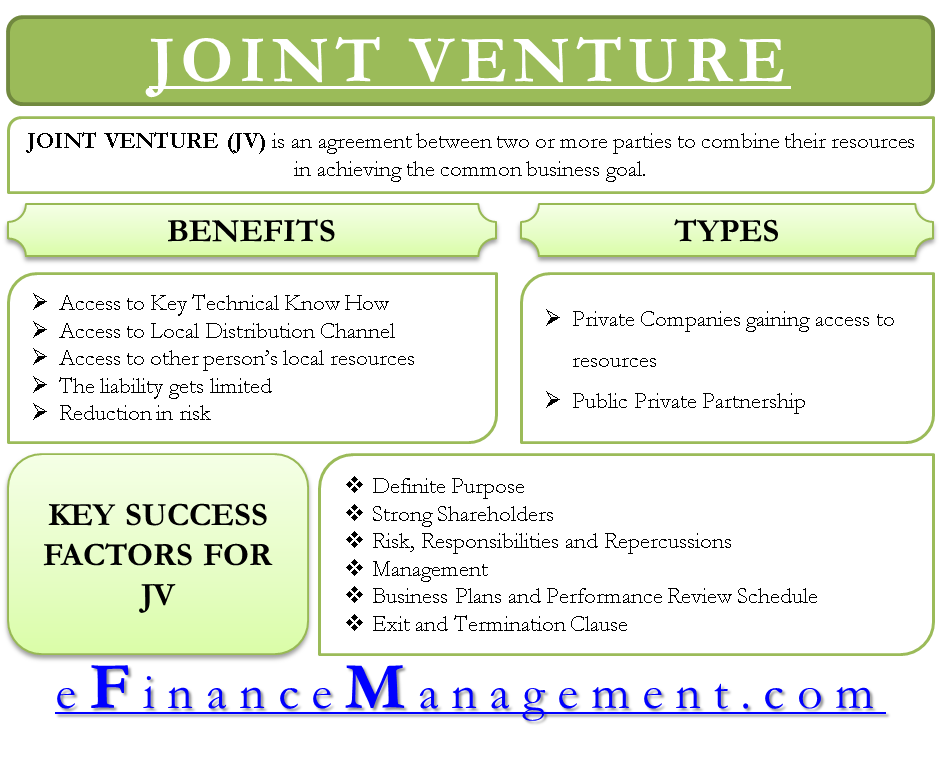 JOINT VENTURE
JOINT VENTURE (JV) is an agreement between two or more parties to combine their resources
in achieving the common business goal.
BENEFITS
Access to Key Technical Know How
Access to Local Distribution Channel
Access to other person's local resources
The liability gets limited
Reduction in risk
TYPES
Private Companies gaining access to
resources
Public Private Partnership
KEY SUCCESS
FACTORS FOR
JV
Definite Purpose
Strong Shareholders
Risk, Responsibilities and Repercussions
Management
Business Plans and Performance Review Schedule
Exit and Termination Clause
eFinanceManagement.com